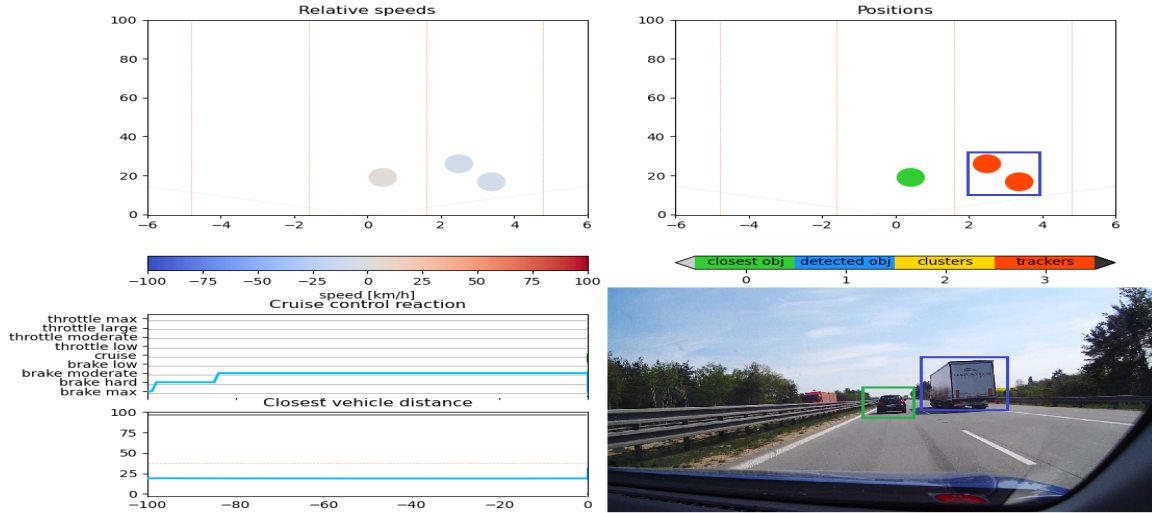 Relative speeds
100
80
60
40
20
0
−6 −4 −2 0 2 4 6
Positions
100
80
60
40
20
0
−6 −4 −2 0 2 4 6
−100 −75 −50 −25 0 25 50 75 100
speed [km/h]
closest obj detected obj clusters trackers
0 1 2 3
Cruise control reaction
throttle max
throttle large
throttle moderate
throttle low
cruise
brake low
brake moderate
brake hard
brake max
Closest vehicle distance
100
75
50
25
0
−100 −80 −60 −40 −20 0